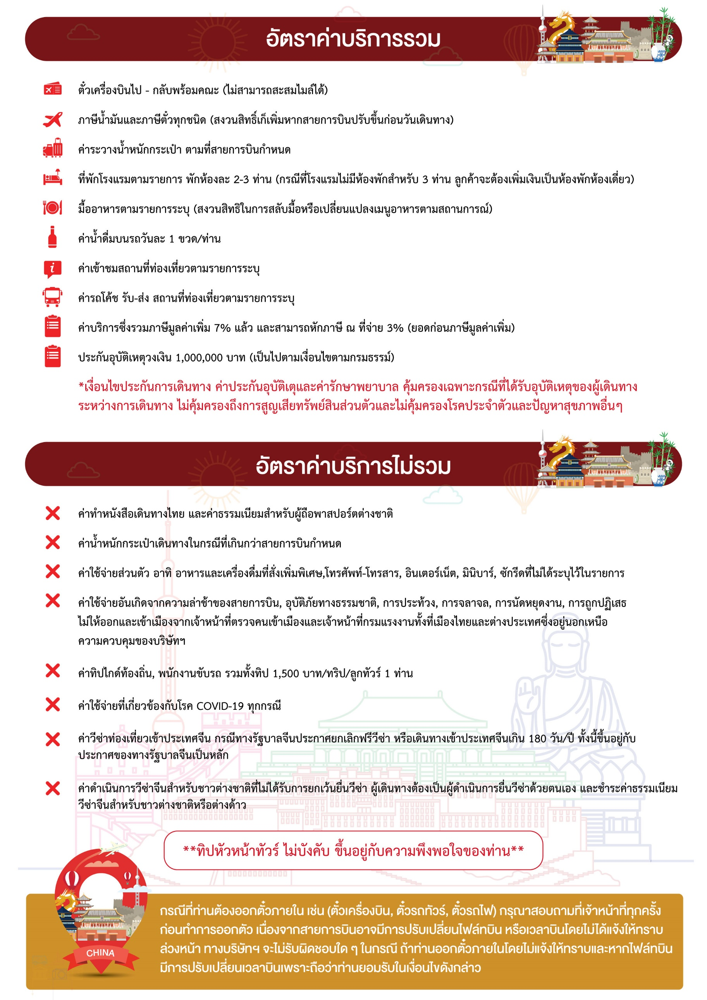 อัตราค่าบริการรวม
ตั๋วเครื่องบินไป - กลับพร้อมคณะ (ไม่สามารถสะสมไมล์ได้)
ภาษีน้ำมันและภาษีตั๋วทุกชนิด (สงวนสิทธิ์เก็เพิ่มหากสายการบินปรับขึ้นก่อนวันเดินทาง)
ค่าระวางน้ำหนักกระเป๋า ตามที่สายการบินกำหนด
ที่พักโรงแรมตามรายการ พักห้องละ 2-3 ท่าน (กรณีที่โรงแรมไม่มีห้องพักสำหรับ 3 ท่าน ลูกค้าจะต้องเพิ่มเงินเป็นห้องพักห้องเดี่ยว)
มื้ออาหารตามรายการระบุ (สงวนสิทธิในการสลับมื้อหรือเปลี่ยนแปลงเมนูอาหารตามสถานการณ์)
ค่าน้ำดื่มบนรถวันละ 1 ขวด/ท่าน
ค่าเข้าชมสถานที่ท่องเที่ยวตามรายการระบุ
ค่ารถโค้ช รับ-ส่ง สถานที่ท่องเที่ยวตามรายการระบุ
ค่าบริการซึ่งรวมภาษีมูลค่าเพิ่ม 7% แล้ว และสามารถหักภาษี ณ ที่จ่าย 3% (ยอดก่อนภาษีมูลค่าเพิ่ม)
ประกันอุบัติเหตุวงเงิน 1,000,000 บาท (เป็นไปตามเงื่อนไขตามกรมธรรม์)
*เงื่อนไขประกันการเดินทาง ค่าประกันอุบัติเตุและค่ารักษาพยาบาล คุ้มครองเฉพาะกรณีที่ได้รับอุบัติเหตุของผู้เดินทาง
ระหว่างการเดินทาง ไม่คุ้มครองถึงการสูญเสียทรัพย์สินส่วนตัวและไม่คุ้มครองโรคประจำตัวและปัญหาสุขภาพอื่นๆ
อัตราค่าบริการไม่รวม
ค่าทำหนังสือเดินทางไทย และค่าธรรมเนียมสำหรับผู้ถือพาสปอร์ตต่างชาติ
ค่าน้ำหนักกระเป๋าเดินทางในกรณีที่เกินกว่าสายการบินกำหนด
ค่าใช้จ่ายส่วนตัว อาทิ อาหารและเครื่องดื่มที่สั่งเพิ่มพิเศษ,โทรศัพท์-โทรสาร, อินเตอร์เน็ต, มินิบาร์, ซักรีดที่ไม่ได้ระบุไว้ในรายการ
ค่าใช้จ่ายอันเกิดจากความล่าช้าของสายการบิน, อุบัติภัยทางธรรมชาติ, การประท้วง, การจลาจล, การนัดหยุดงาน, การถูกปฏิเสธ
ไม่ให้ออกและเข้าเมืองจากเจ้าหน้าที่ตรวจคนเข้าเมืองและเจ้าหน้าที่กรมแรงงานทั้งที่เมืองไทยและต่างประเทศซึ่งอยู่นอกเหนือ
ความควบคุมของบริษัทฯ
ค่าทิปไกด์ท้องถิ่น, พนักงานขับรถ รวมทั้งทิป 1,500 บาท/ทริป/ลูกทัวร์ 1 ท่าน
ค่าใช้จ่ายที่เกี่ยวข้องกับโรค COVID-19 ทุกกรณี
ค่าวีซ่าท่องเที่ยวเข้าประเทศจีน กรณีทางรัฐบาลจีนประกาศยกเลิกฟรีวีซ่า หรือเดินทางเข้าประเทศจีนเกิน 180 วัน/ปี ทั้งนี้ขึ้นอยู่กับ
ประกาศของทางรัฐบาลจีนเป็นหลัก
ค่าดำเนินการวีซ่าจีนสำหรับชาวต่างชาติที่ไม่ได้รับการยกเว้นยื่นวีซ่า ผู้เดินทางต้องเป็นผู้ดำเนินการยื่นวีซ่าด้วยตนเอง และชำระค่าธรรมเนียม
วีซ่าจีนสำหรับชาวต่างชาติหรือต่างด้าว
**ทิปหัวหน้าทัวร์ ไม่บังคับ ขึ้นอยู่กับความพึงพอใจของท่าน**
กรณีที่ท่านต้องออกตั๋วภายใน เช่น (ตั๋วเครื่องบิน, ตั๋วรถทัวร์, ตั๋วรถไฟ) กรุณาสอบถามที่เจ้าหน้าที่ทุกครั้ง
ก่อนทำการออกตัว เนื่องจากสายการบินอาจมีการปรับเปลี่ยนไฟล์ทบิน หรือเวลาบินโดยไม่ได้แจ้งให้ทราบ
ล่วงหน้า ทางบริษัทฯ จะไม่รับผิดชอบใด ๆ ในกรณี ถ้าท่านออกตั๋วภายในโดยไม่แจ้งให้ทราบและหากไฟล์ทบิน
มีการปรับเปลี่ยนเวลาบินเพราะถือว่าท่านยอมรับในเงื่อนไขดังกล่าว
CHINA